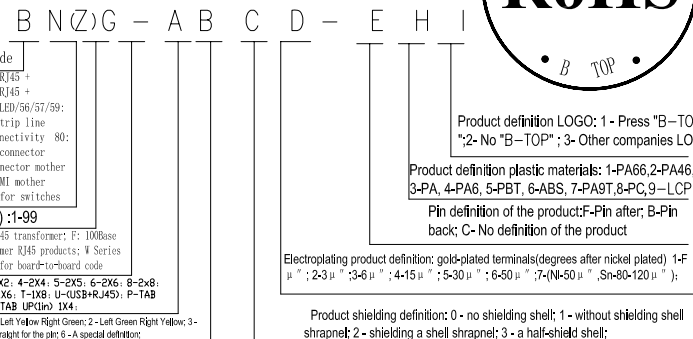 RoHS
B TOP
B N(Z)G - A B C D - E H I
de
RJ45 +
RJ45 +
LED/56/57/59:
trip line
nectivity 80:
connector
nector mother
MI mother
for switches
) :1-99
45 transformer; F: 100Base
mer RJ45 products; W Series
for board-to-board code
X2; 4-2X4; 5-2X5; 6-2X6; 8-2x8;
X6; T-1X8; U-(USB+RJ45); P-TAB
TAB UP(1in) 1X4;
Left Yellow Right Green; 2 - Left Green Right Yellow; 3 -
raight for the pin; 6 - A special definition;
Product definition LOGO: 1 - Press "B-TO
";2- No "B-TOP" ; 3- Other companies LO
Product definition plastic materials: 1-PA66,2-PA46,
3-PA, 4-PA6, 5-PBT, 6-ABS, 7-PA9T,8-PC,9-LCP
Pin definition of the product:F-Pin after; B-Pin
back; C- No definition of the product
Electroplating product definition: gold-plated terminals(degrees after nickel plated) 1-F
μ"; 2-3μ";3-6μ"; 4-15μ"; 5-30μ"; 6-50μ";7-(NI-50μ",Sn-80-120μ");
Product shielding definition: 0 - no shielding shell; 1 - without shielding shell
shrapnel; 2 - shielding a shell shrapnel; 3 - a half-shield shell;